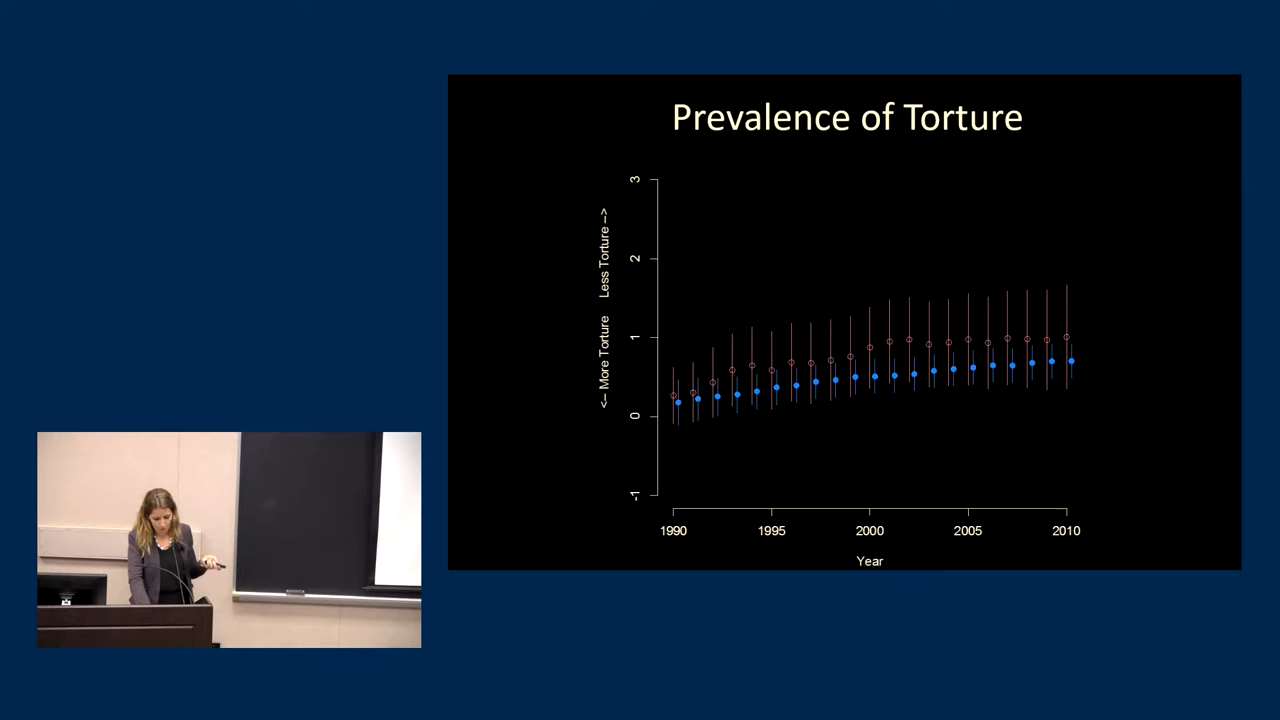 Prevalence of Torture
3
2
1
0
-1
<-- More Torture    Less Torture -->
1990 1995 2000 2005 2010
Year